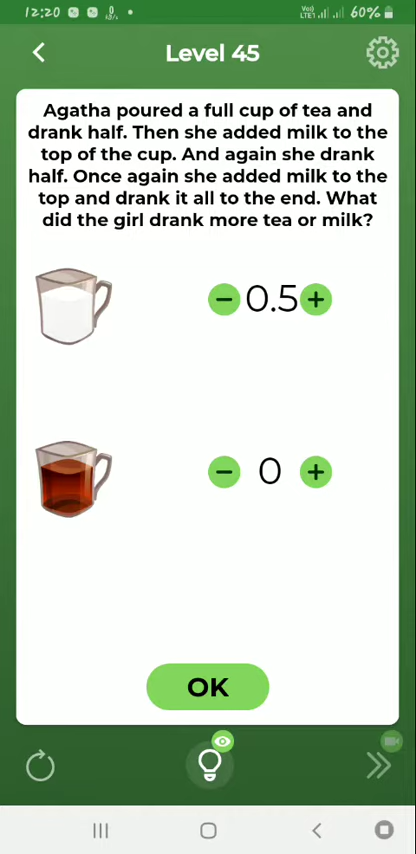 12:20 Vo) LTE1 60%
Level 45
Agatha poured a full cup of tea and
drank half. Then she added milk to the
top of the cup. And again she drank
half. Once again she added milk to the
top and drank it all to the end. What
did the girl drank more tea or milk?
− 0.5 +
− 0 +
OK